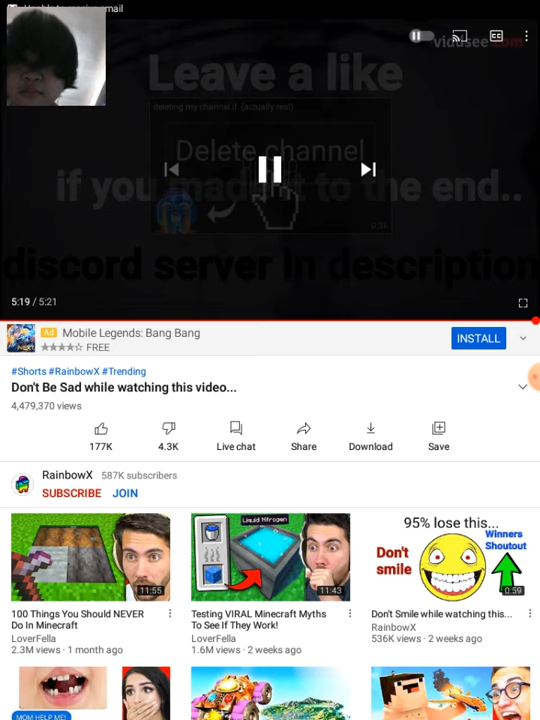 vidusee.com
Leave a like
deleting my channel if. (actually real)
Delete channel
if you made it to the end..
0:34
discord server in description
5:19 / 5:21
Ad Mobile Legends: Bang Bang
FREE
INSTALL
#Shorts #RainbowX #Trending
Don't Be Sad while watching this video...
4,479,370 views
177K
4.3K
Live chat
Share
Download
Save
RainbowX 587K subscribers
SUBSCRIBE JOIN
11:55
100 Things You Should NEVER
Do In Minecraft
LoverFella
2.3M views · 1 month ago
Liquid Nitrogen
11:43
Testing VIRAL Minecraft Myths
To See If They Work!
LoverFella
1.6M views · 2 weeks ago
95% lose this...
Don't
smile
Winners
Shoutout
0:59
Don't Smile while watching this...
RainbowX
536K views · 2 weeks ago
MOM HELP ME!